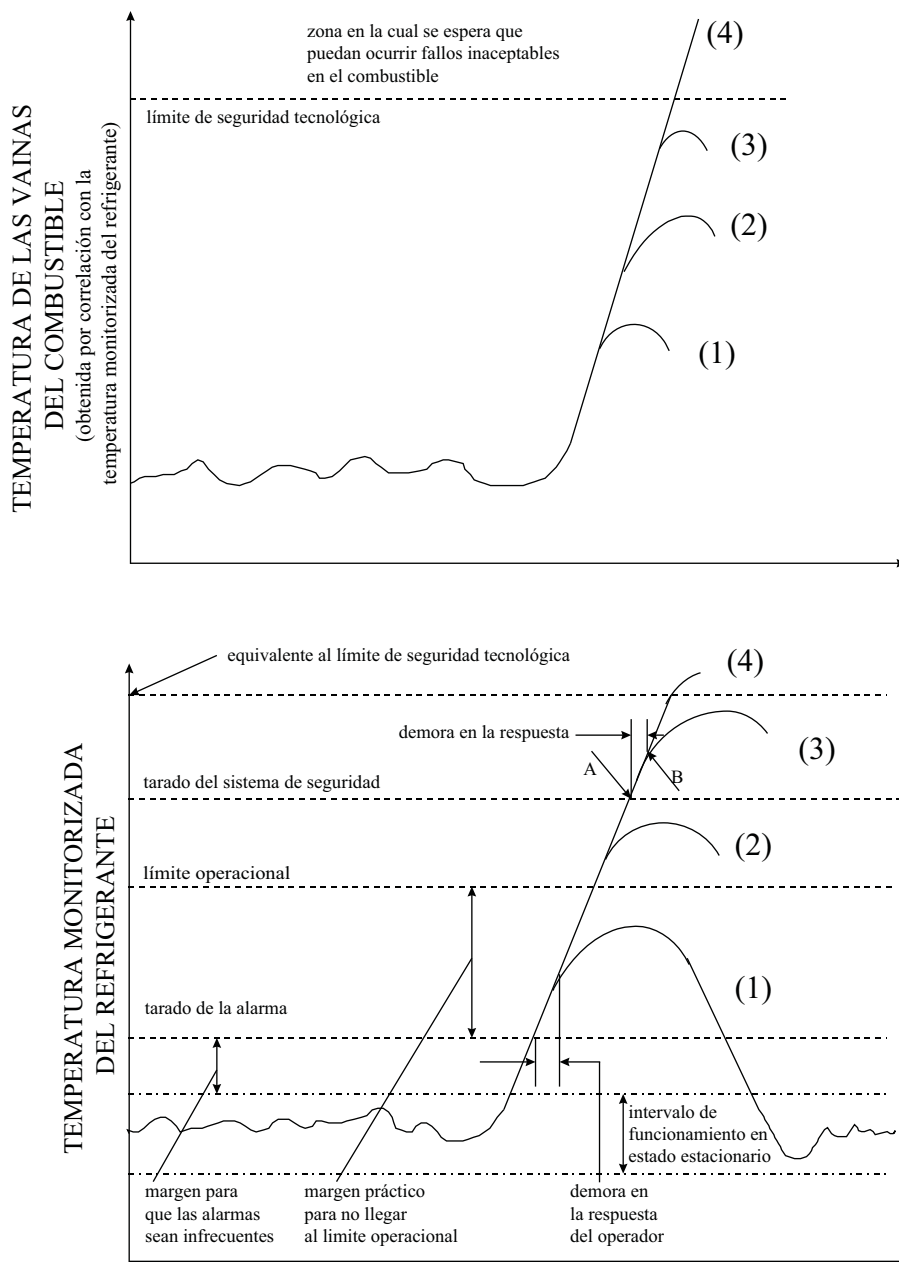 TEMPERATURA DE LAS VAINAS
DEL COMBUSTIBLE
(obtenida por correlación con la
temperatura monitorizada del refrigerante)
zona en la cual se espera que
puedan ocurrir fallos inaceptables
en el combustible
límite de seguridad tecnológica
(4)
(3)
(2)
(1)
TEMPERATURA MONITORIZADA
DEL REFRIGERANTE
equivalente al límite de seguridad tecnológica
(4)
demora en la respuesta
(3)
A
B
tarado del sistema de seguridad
(2)
límite operacional
(1)
tarado de la alarma
intervalo de
funcionamiento en
estado estacionario
margen para
que las alarmas
sean infrecuentes
margen práctico
para no llegar
al limite operacional
demora en
la respuesta
del operador